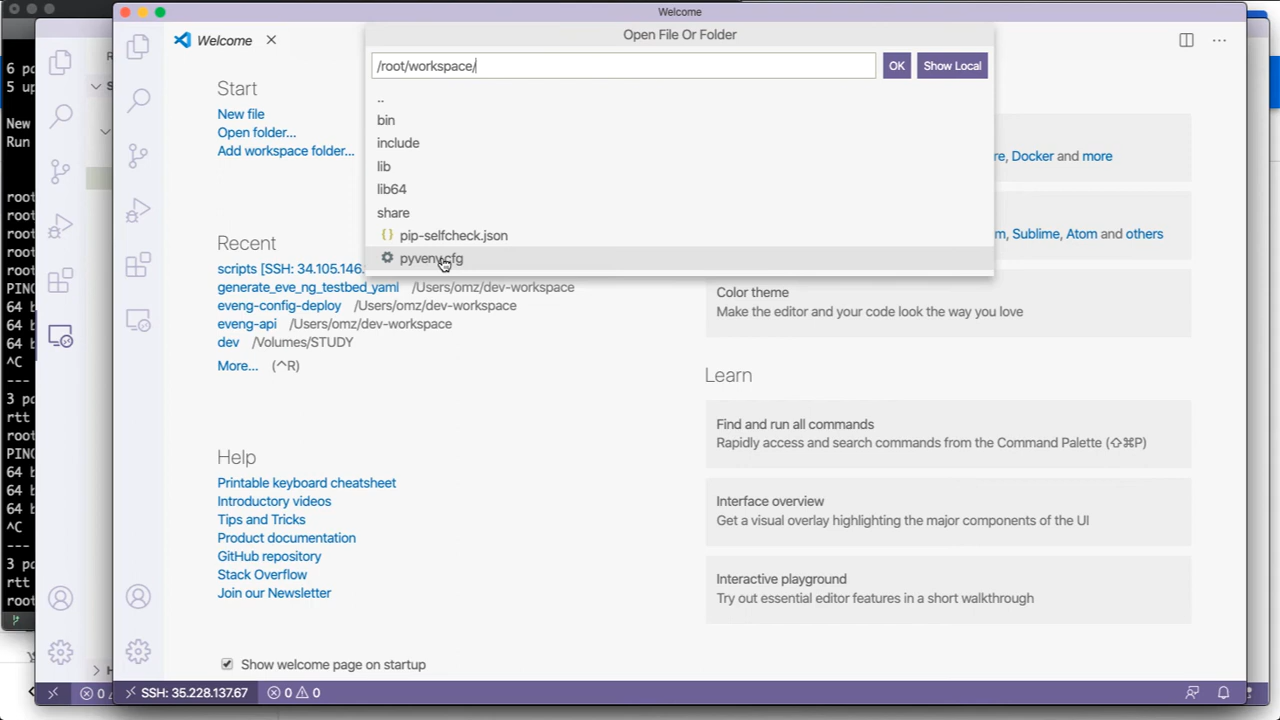 Welcome
Open File Or Folder
/root/workspace/
OK
Show Local
..
bin
include
lib
lib64
share
pip-selfcheck.json
pyvenv.cfg
Welcome
Start
New file
Open folder...
Add workspace folder...
Recent
scripts [SSH: 34.105.146.
generate_eve_ng_testbed_yaml /Users/omz/dev-workspace
eveng-config-deploy /Users/omz/dev-workspace
eveng-api /Users/omz/dev-workspace
dev /Volumes/STUDY
More... (^R)
Help
Printable keyboard cheatsheet
Introductory videos
Tips and Tricks
Product documentation
GitHub repository
Stack Overflow
Join our Newsletter
Show welcome page on startup
re, Docker and more
m, Sublime, Atom and others
Color theme
Make the editor and your code look the way you love
Learn
Find and run all commands
Rapidly access and search commands from the Command Palette (⇧⌘P)
Interface overview
Get a visual overlay highlighting the major components of the UI
Interactive playground
Try out essential editor features in a short walkthrough
SSH: 35.228.137.67
0 0
6 pa
5 up
New
Run
root
root
root
root
root
PING
64 b
64 b
64 b
^C
---
3 pa
rtt
root
PING
64 b
64 b
64 b
^C
---
3 pa
rtt
root
0